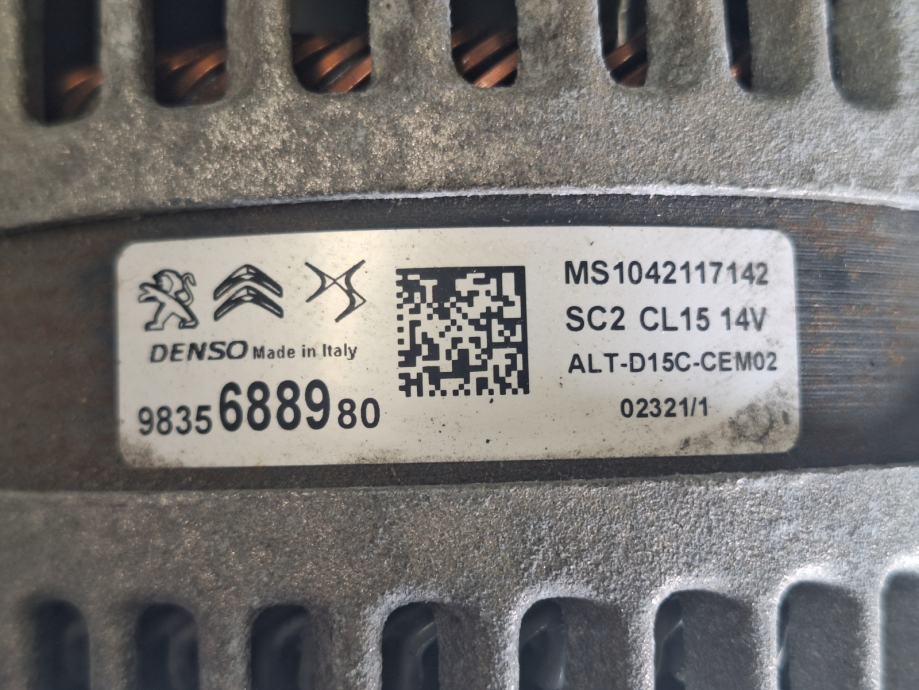 DENSO Made in Italy
9835688980
MS1042117142
SC2 CL15 14V
ALT-D15C-CEM02
02321/1